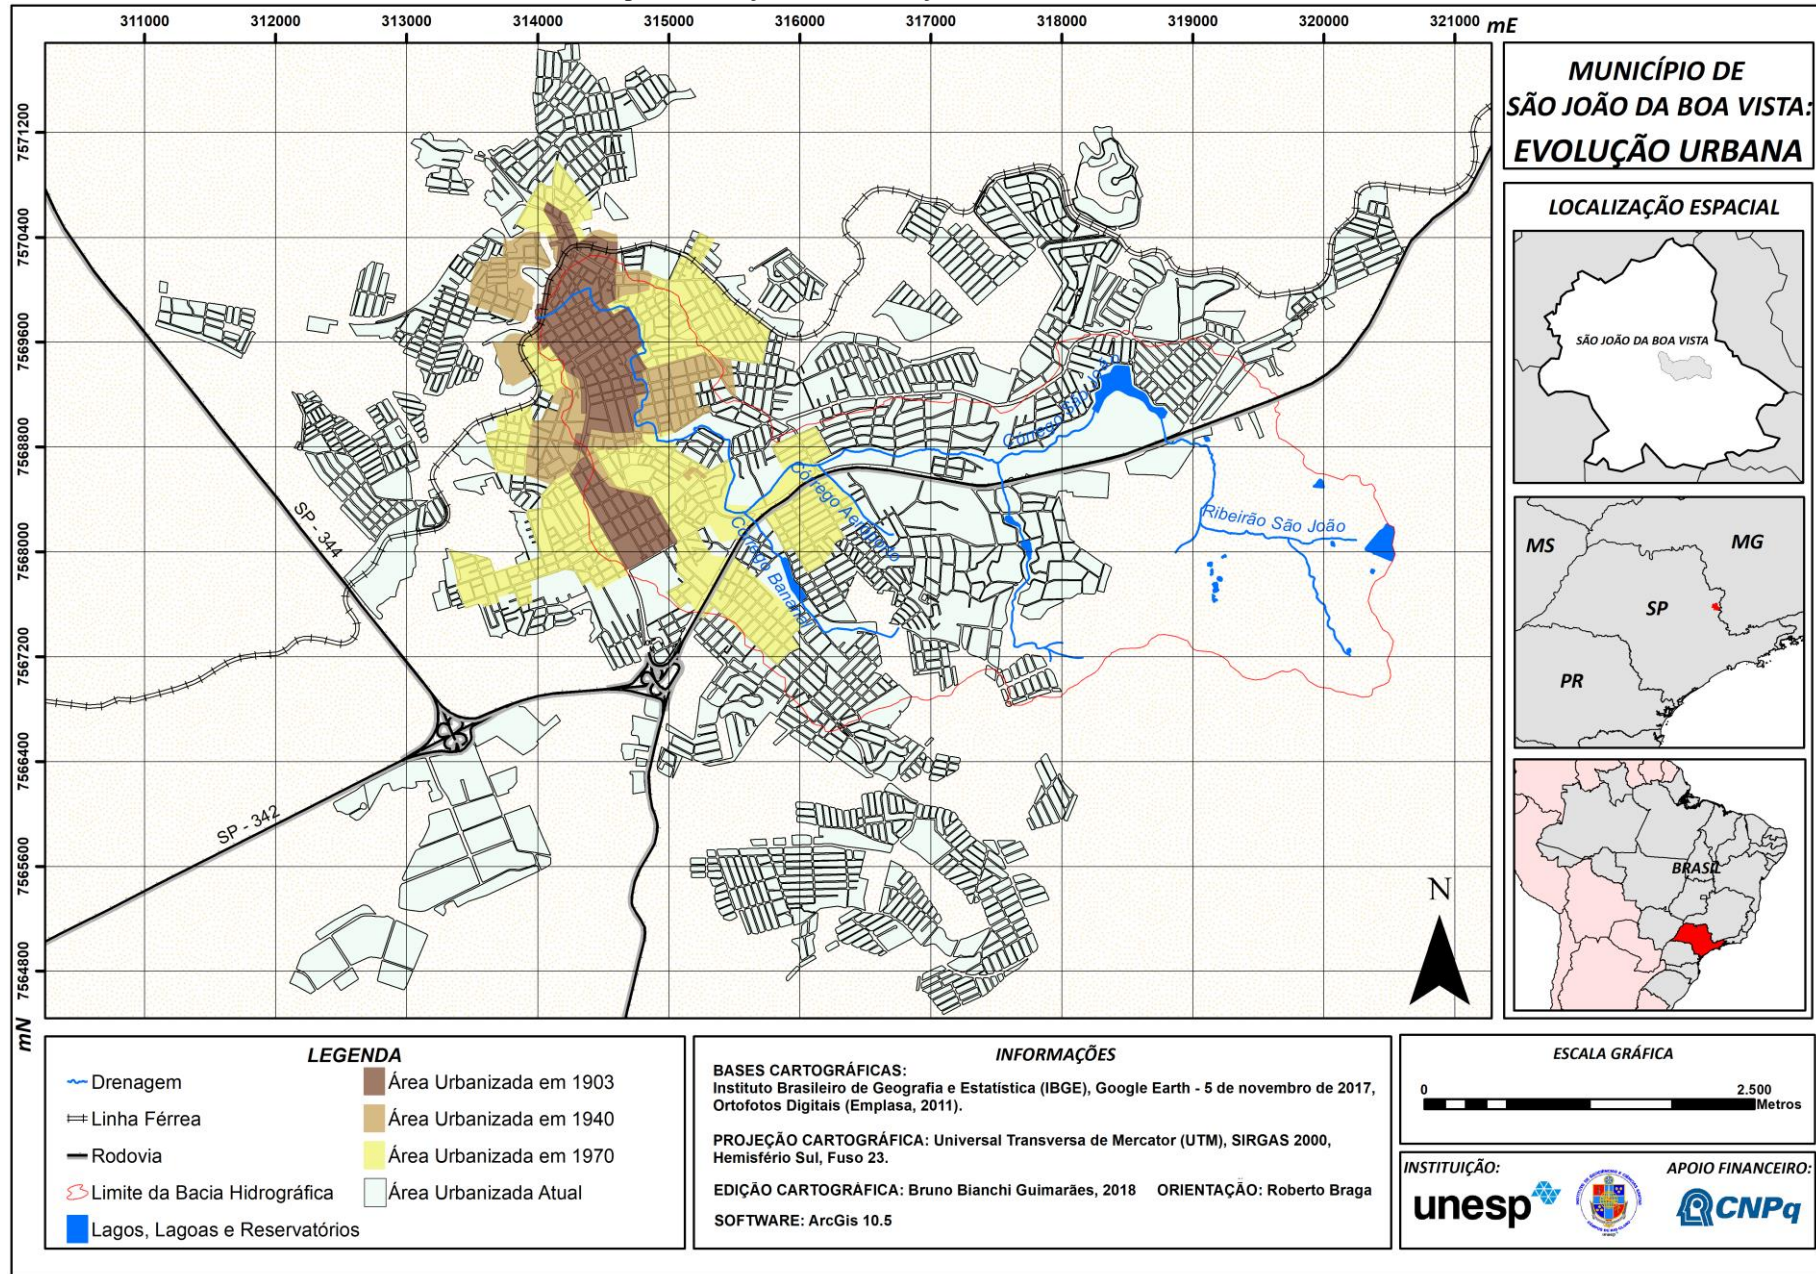 311000 312000 313000 314000 315000 316000 317000 318000 319000 320000 321000 mE
7571200
7570400
7569600
7568800
7568000
7567200
7566400
7565600
7564800
mN
Córrego São João
Córrego Aeroporto
Córrego Bananal
Ribeirão São João
SP - 344
SP - 342
N
MUNICÍPIO DE
SÃO JOÃO DA BOA VISTA:
EVOLUÇÃO URBANA
LOCALIZAÇÃO ESPACIAL
SÃO JOÃO DA BOA VISTA
MS
MG
SP
PR
BRASIL
LEGENDA
Drenagem
Linha Férrea
Rodovia
Limite da Bacia Hidrográfica
Lagos, Lagoas e Reservatórios
Área Urbanizada em 1903
Área Urbanizada em 1940
Área Urbanizada em 1970
Área Urbanizada Atual
INFORMAÇÕES
BASES CARTOGRÁFICAS:
Instituto Brasileiro de Geografia e Estatística (IBGE), Google Earth - 5 de novembro de 2017,
Ortofotos Digitais (Emplasa, 2011).
PROJEÇÃO CARTOGRÁFICA: Universal Transversa de Mercator (UTM), SIRGAS 2000,
Hemisfério Sul, Fuso 23.
EDIÇÃO CARTOGRÁFICA: Bruno Bianchi Guimarães, 2018 ORIENTAÇÃO: Roberto Braga
SOFTWARE: ArcGis 10.5
ESCALA GRÁFICA
0 2.500
Metros
INSTITUIÇÃO:
unesp
APOIO FINANCEIRO:
CNPq